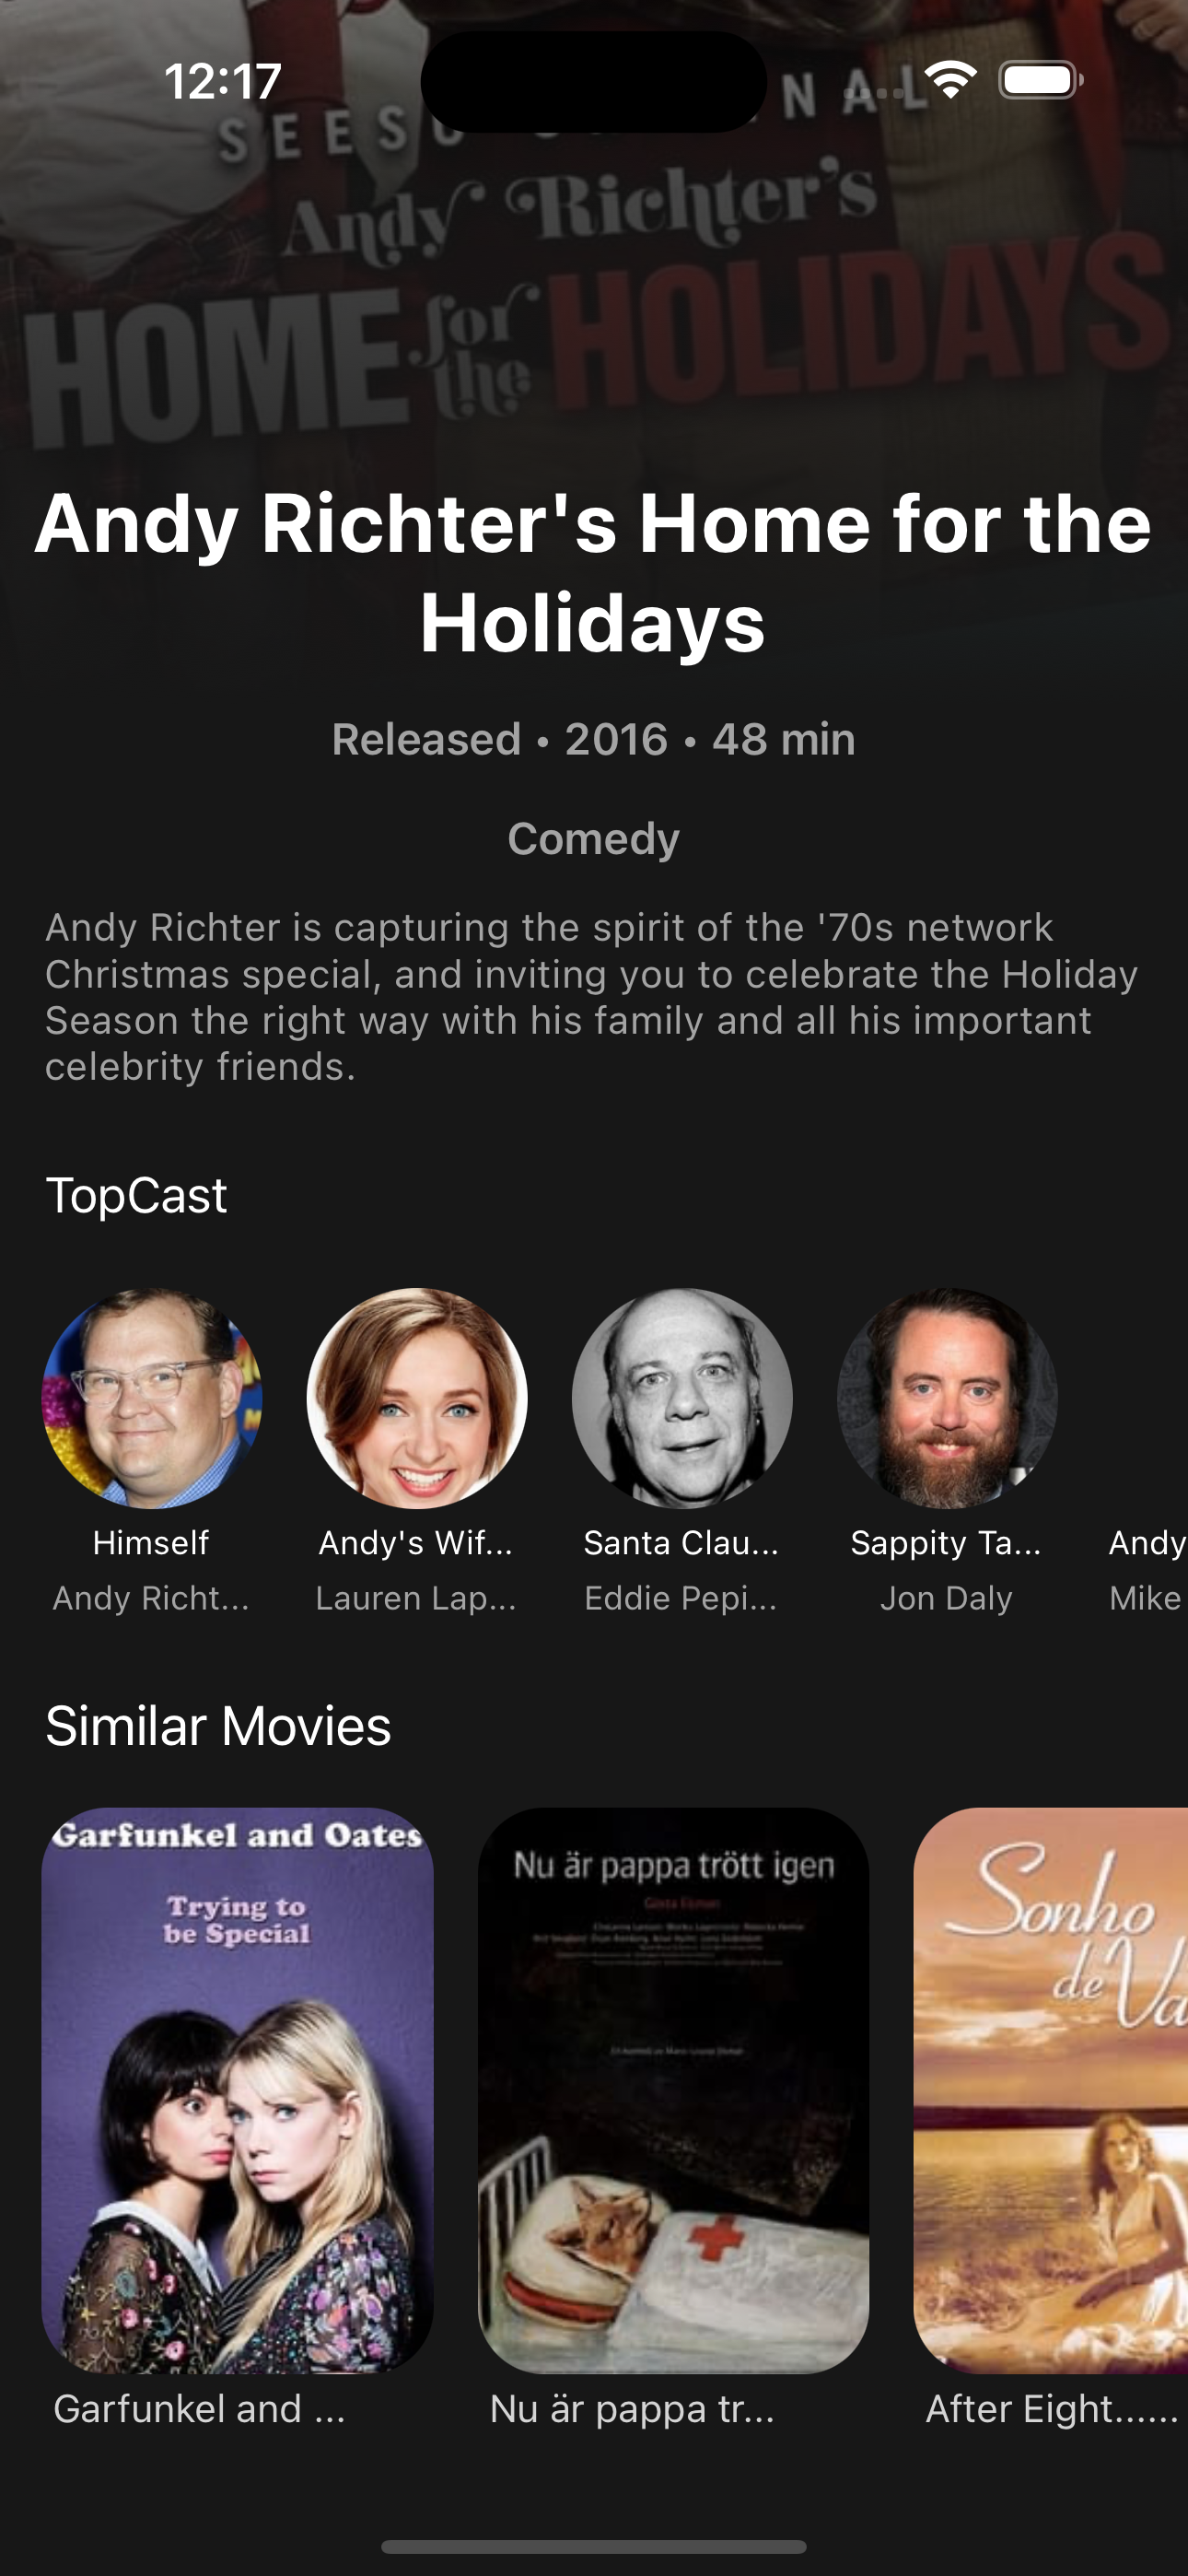 12:17
SEESO
NAL
Andy Richter's
HOME for the HOLIDAYS
Andy Richter's Home for the
Holidays
Released • 2016 • 48 min
Comedy
Andy Richter is capturing the spirit of the '70s network
Christmas special, and inviting you to celebrate the Holiday
Season the right way with his family and all his important
celebrity friends.
TopCast
Himself
Andy Richt...
Andy's Wif...
Lauren Lap...
Santa Clau...
Eddie Pepi...
Sappity Ta...
Jon Daly
Andy
Mike
Similar Movies
Garfunkel and Oates
Trying to
be Special
Garfunkel and ...
Nu är pappa trött igen
Gösta Ekman
Nu är pappa tr...
Sonho
de Va
After Eight......